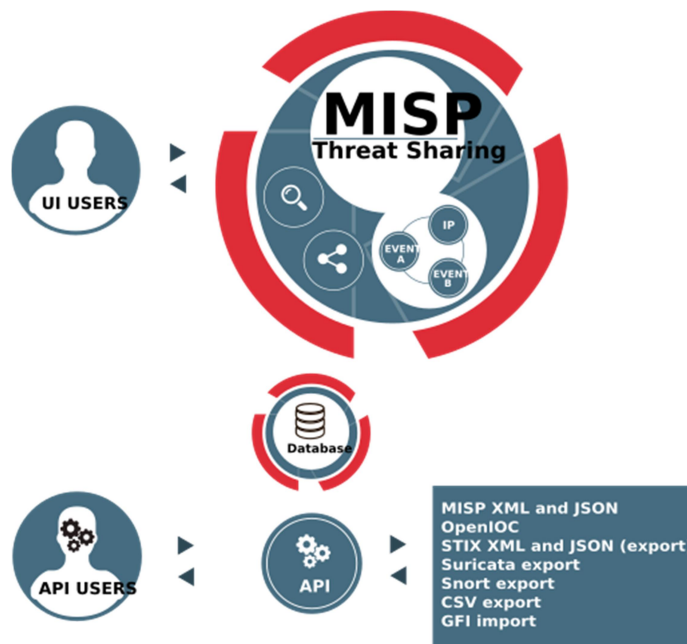 MISP
Threat Sharing
UI USERS
IP
EVENT
A
EVENT
B
Database
API USERS
API
MISP XML and JSON
OpenIOC
STIX XML and JSON (export
Suricata export
Snort export
CSV export
GFI import